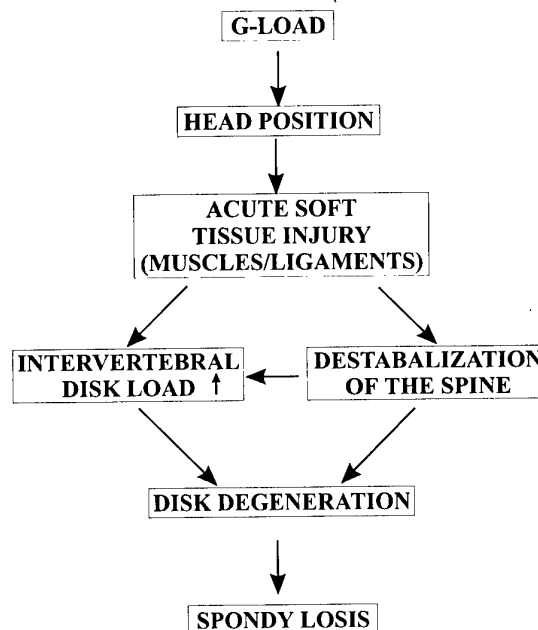 G-LOAD
HEAD POSITION
ACUTE SOFT
TISSUE INJURY
(MUSCLES/LIGAMENTS)
INTERVERTEBRAL
DISK LOAD ↑
DESTABALIZATION
OF THE SPINE
DISK DEGENERATION
SPONDY LOSIS